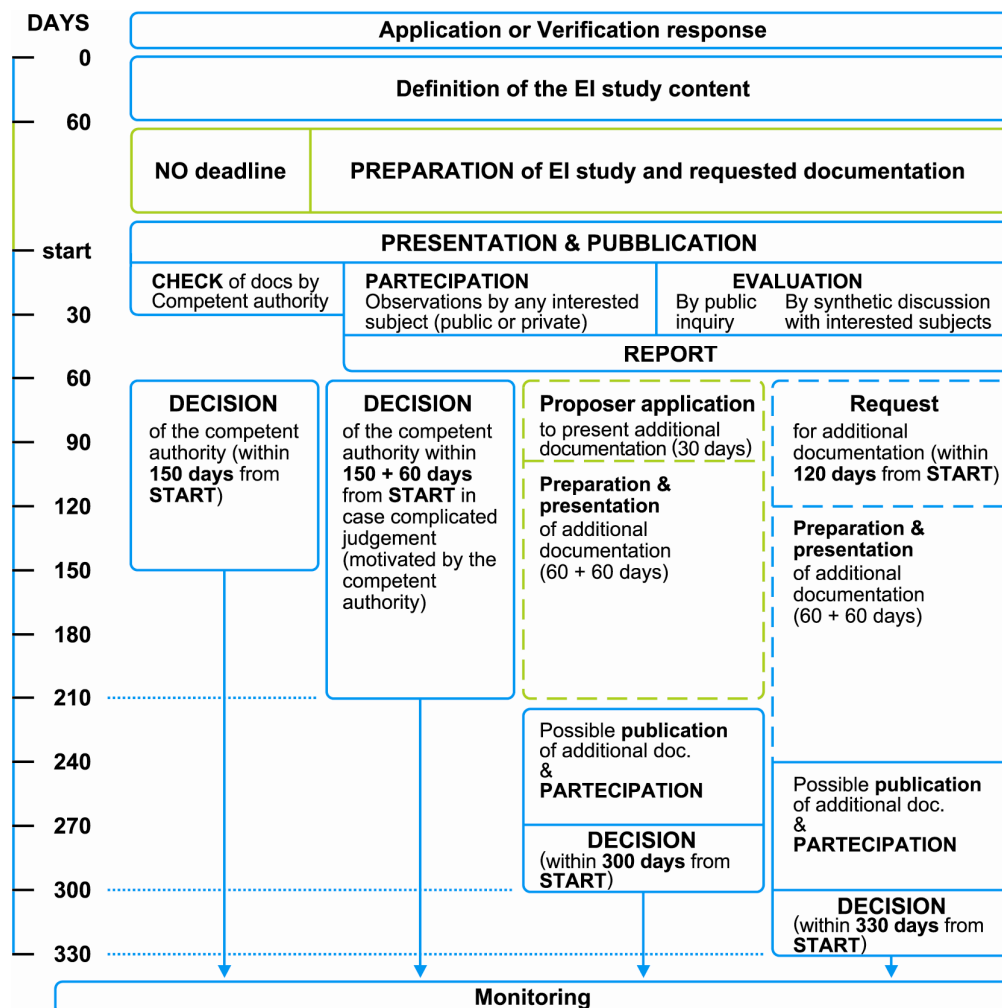 DAYS
Application or Verification response
0
Definition of the EI study content
60
NO deadline
PREPARATION of EI study and requested documentation
start
PRESENTATION & PUBBLICATION
CHECK of docs by
Competent authority
PARTECIPATION
Observations by any interested
subject (public or private)
EVALUATION
By public
inquiry
By synthetic discussion
with interested subjects
30
REPORT
60
DECISION
of the competent
authority (within
150 days from
START)
DECISION
of the competent
authority within
150 + 60 days
from START in
case complicated
judgement
(motivated by the
competent
authority)
Proposer application
to present additional
documentation (30 days)
Preparation &
presentation
of additional
documentation
(60 + 60 days)
Request
for additional
documentation (within
120 days from START)
Preparation &
presentation
of additional
documentation
(60 + 60 days)
90
120
150
180
210
Possible publication
of additional doc.
&
PARTECIPATION
240
Possible publication
of additional doc.
&
PARTECIPATION
270
DECISION
(within 300 days from
START)
300
DECISION
(within 330 days from
START)
330
Monitoring